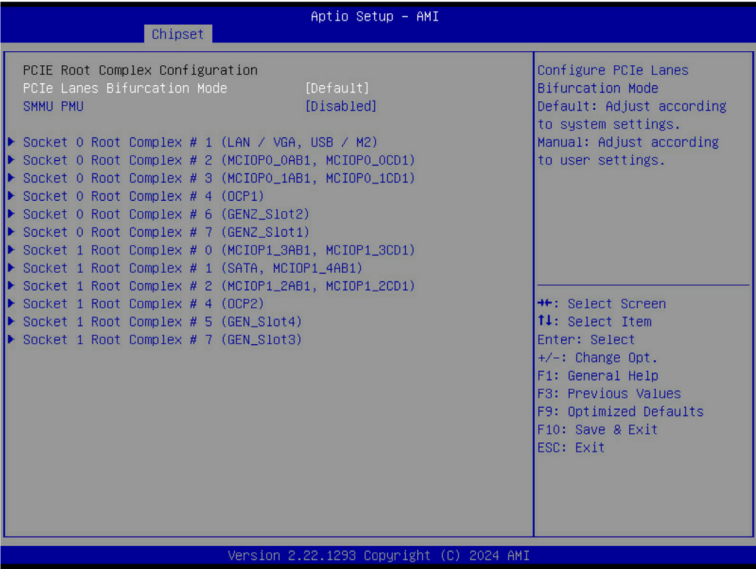 Aptio Setup - AMI
Chipset
PCIE Root Complex Configuration
PCIe Lanes Bifurcation Mode [Default]
SMMU PMU [Disabled]
Socket 0 Root Complex # 1 (LAN / VGA, USB / M2)
Socket 0 Root Complex # 2 (MCIOP0_0AB1, MCIOP0_0CD1)
Socket 0 Root Complex # 3 (MCIOP0_1AB1, MCIOP0_1CD1)
Socket 0 Root Complex # 4 (OCP1)
Socket 0 Root Complex # 6 (GENZ_Slot2)
Socket 0 Root Complex # 7 (GENZ_Slot1)
Socket 1 Root Complex # 0 (MCIOP1_3AB1, MCIOP1_3CD1)
Socket 1 Root Complex # 1 (SATA, MCIOP1_4AB1)
Socket 1 Root Complex # 2 (MCIOP1_2AB1, MCIOP1_2CD1)
Socket 1 Root Complex # 4 (OCP2)
Socket 1 Root Complex # 5 (GEN_Slot4)
Socket 1 Root Complex # 7 (GEN_Slot3)
Configure PCIe Lanes
Bifurcation Mode
Default: Adjust according
to system settings.
Manual: Adjust according
to user settings.
→←: Select Screen
↑↓: Select Item
Enter: Select
+/-: Change Opt.
F1: General Help
F3: Previous Values
F9: Optimized Defaults
F10: Save & Exit
ESC: Exit
Version 2.22.1293 Copyright (C) 2024 AMI